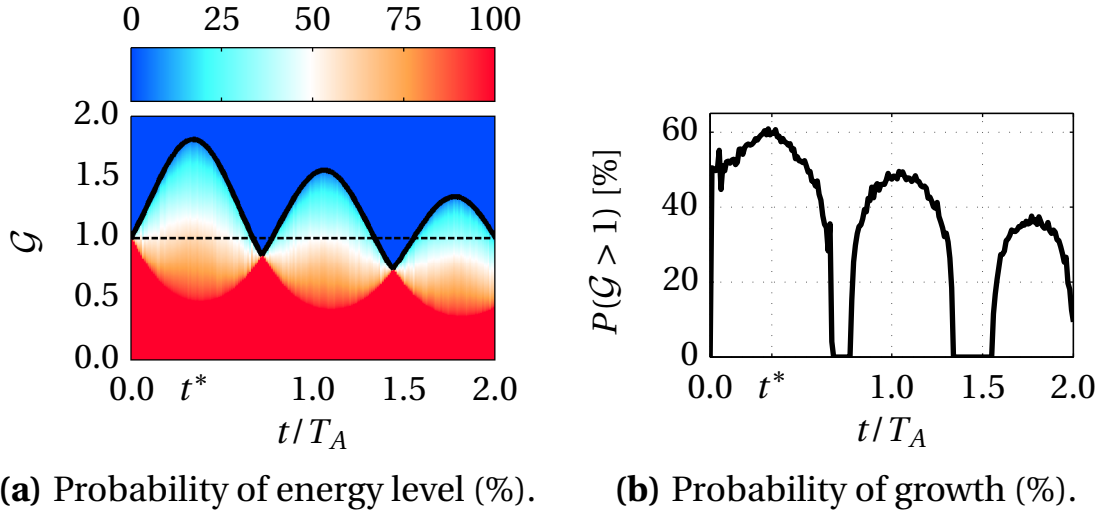 0 25 50 75 100
2.0
1.5
1.0
0.5
0.0
𝒢
0.0 t* 1.0 1.5 2.0
t/T_A
(a) Probability of energy level (%).
60
40
20
0
P(𝒢 > 1) [%]
0.0 t* 1.0 1.5 2.0
t/T_A
(b) Probability of growth (%).